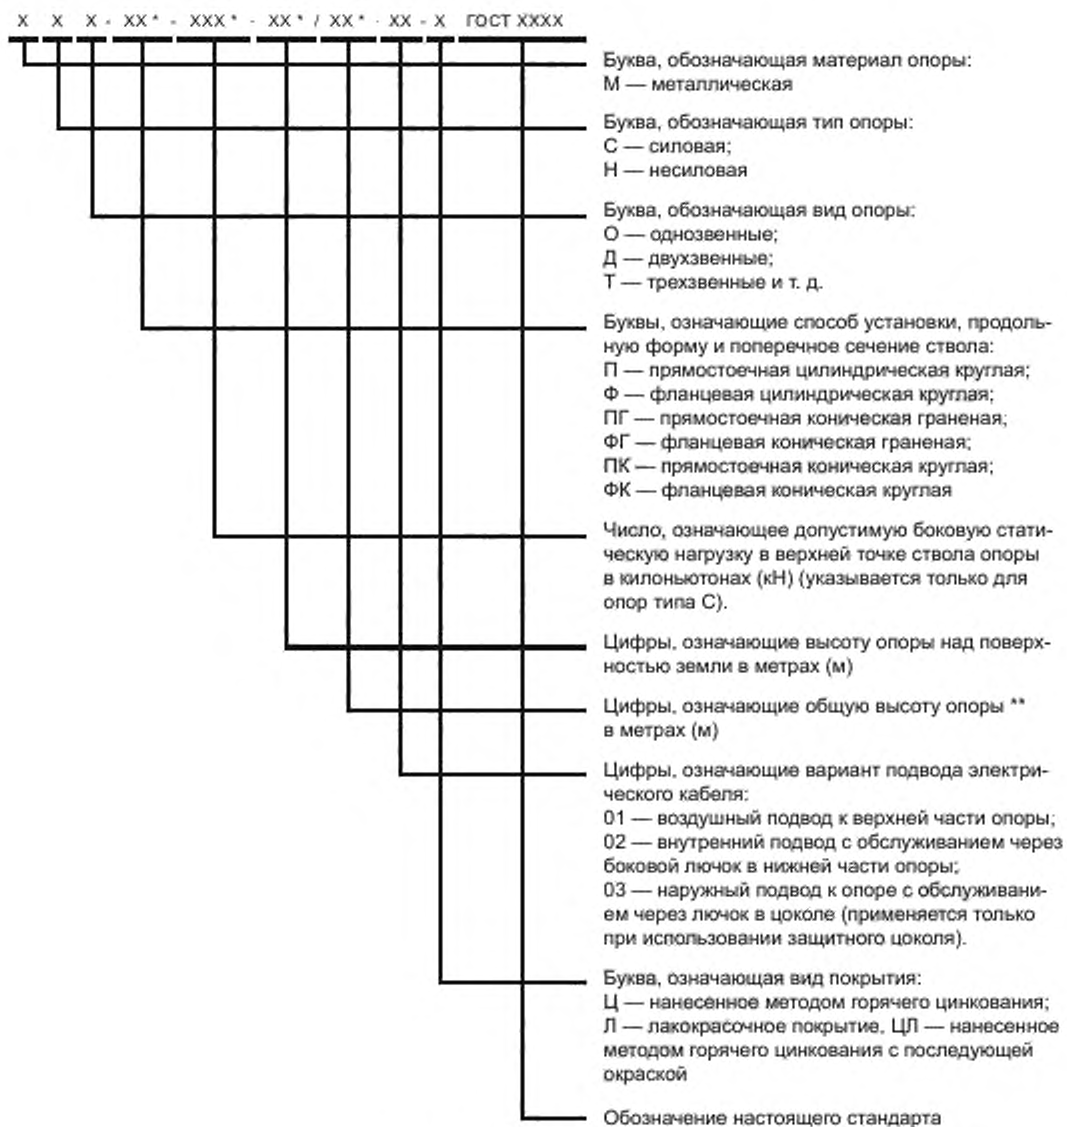 X X X - XX * - XXX * - XX * / XX * - XX - X ГОСТ XXXX
Буква, обозначающая материал опоры:
М — металлическая
Буква, обозначающая тип опоры:
С — силовая;
Н — несиловая
Буква, обозначающая вид опоры:
О — однозвенные;
Д — двухзвенные;
Т — трехзвенные и т. д.
Буквы, означающие способ установки, продоль-
ную форму и поперечное сечение ствола:
П — прямостоечная цилиндрическая круглая;
Ф — фланцевая цилиндрическая круглая;
ПГ — прямостоечная коническая граненая;
ФГ — фланцевая коническая граненая;
ПК — прямостоечная коническая круглая;
ФК — фланцевая коническая круглая
Число, означающее допустимую боковую стати-
ческую нагрузку в верхней точке ствола опоры
в килоньютонах (кН) (указывается только для
опор типа С).
Цифры, означающие высоту опоры над поверх-
ностью земли в метрах (м)
Цифры, означающие общую высоту опоры **
в метрах (м)
Цифры, означающие вариант подвода электри-
ческого кабеля:
01 — воздушный подвод к верхней части опоры;
02 — внутренний подвод с обслуживанием через
боковой лючок в нижней части опоры;
03 — наружный подвод к опоре с обслуживани-
ем через лючок в цоколе (применяется только
при использовании защитного цоколя).
Буква, означающая вид покрытия:
Ц — нанесенное методом горячего цинкования;
Л — лакокрасочное покрытие, ЦЛ — нанесенное
методом горячего цинкования с последующей
окраской
Обозначение настоящего стандарта